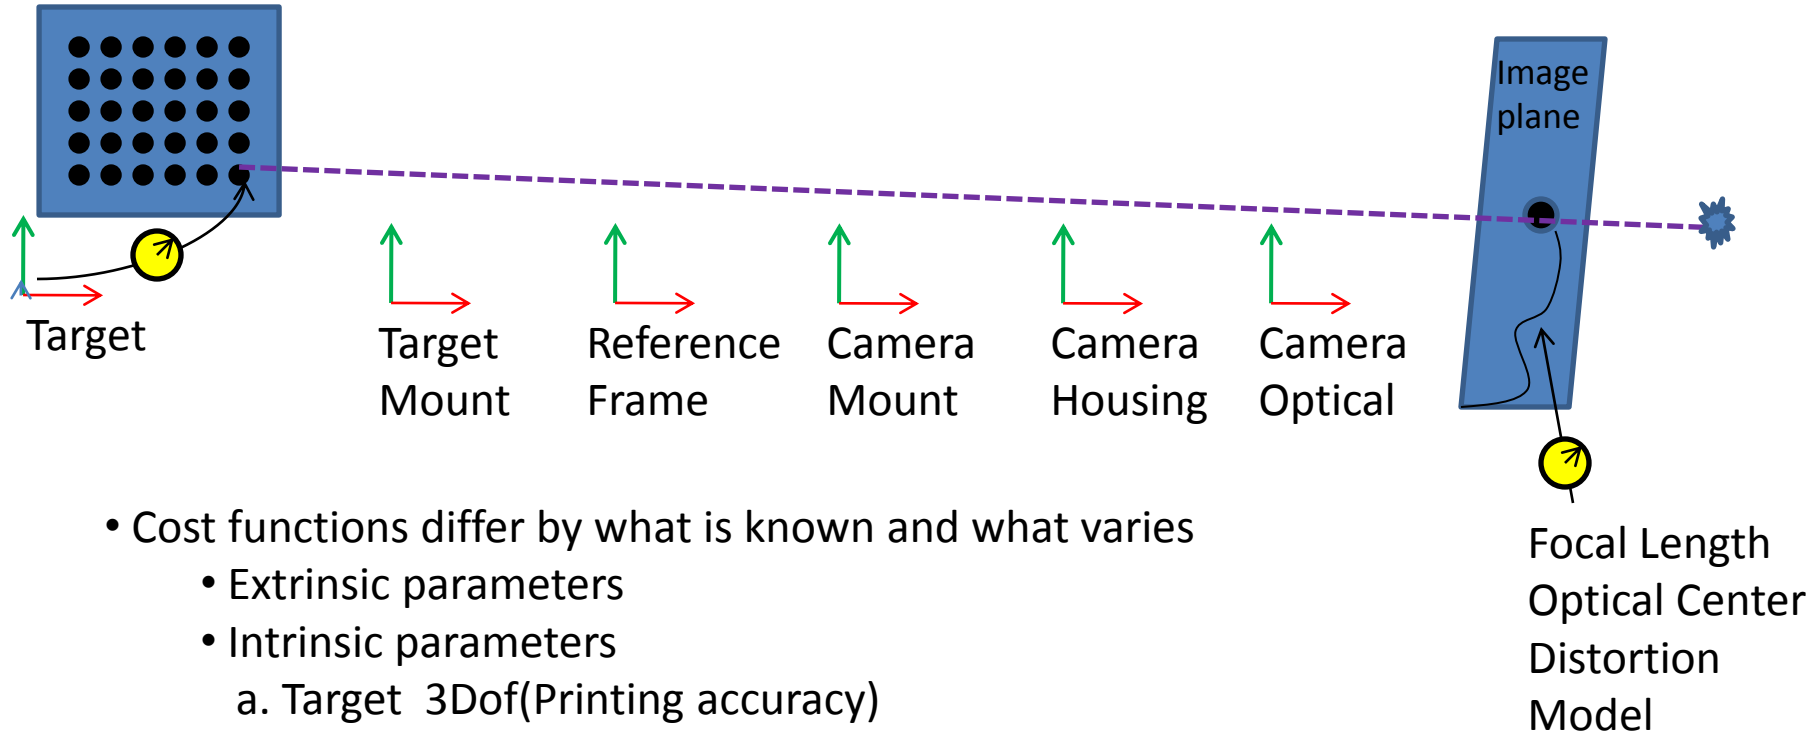 Image
plane
Target
Target
Mount
Reference
Frame
Camera
Mount
Camera
Housing
Camera
Optical
• Cost functions differ by what is known and what varies
• Extrinsic parameters
• Intrinsic parameters
a. Target 3Dof(Printing accuracy)
Focal Length
Optical Center
Distortion
Model